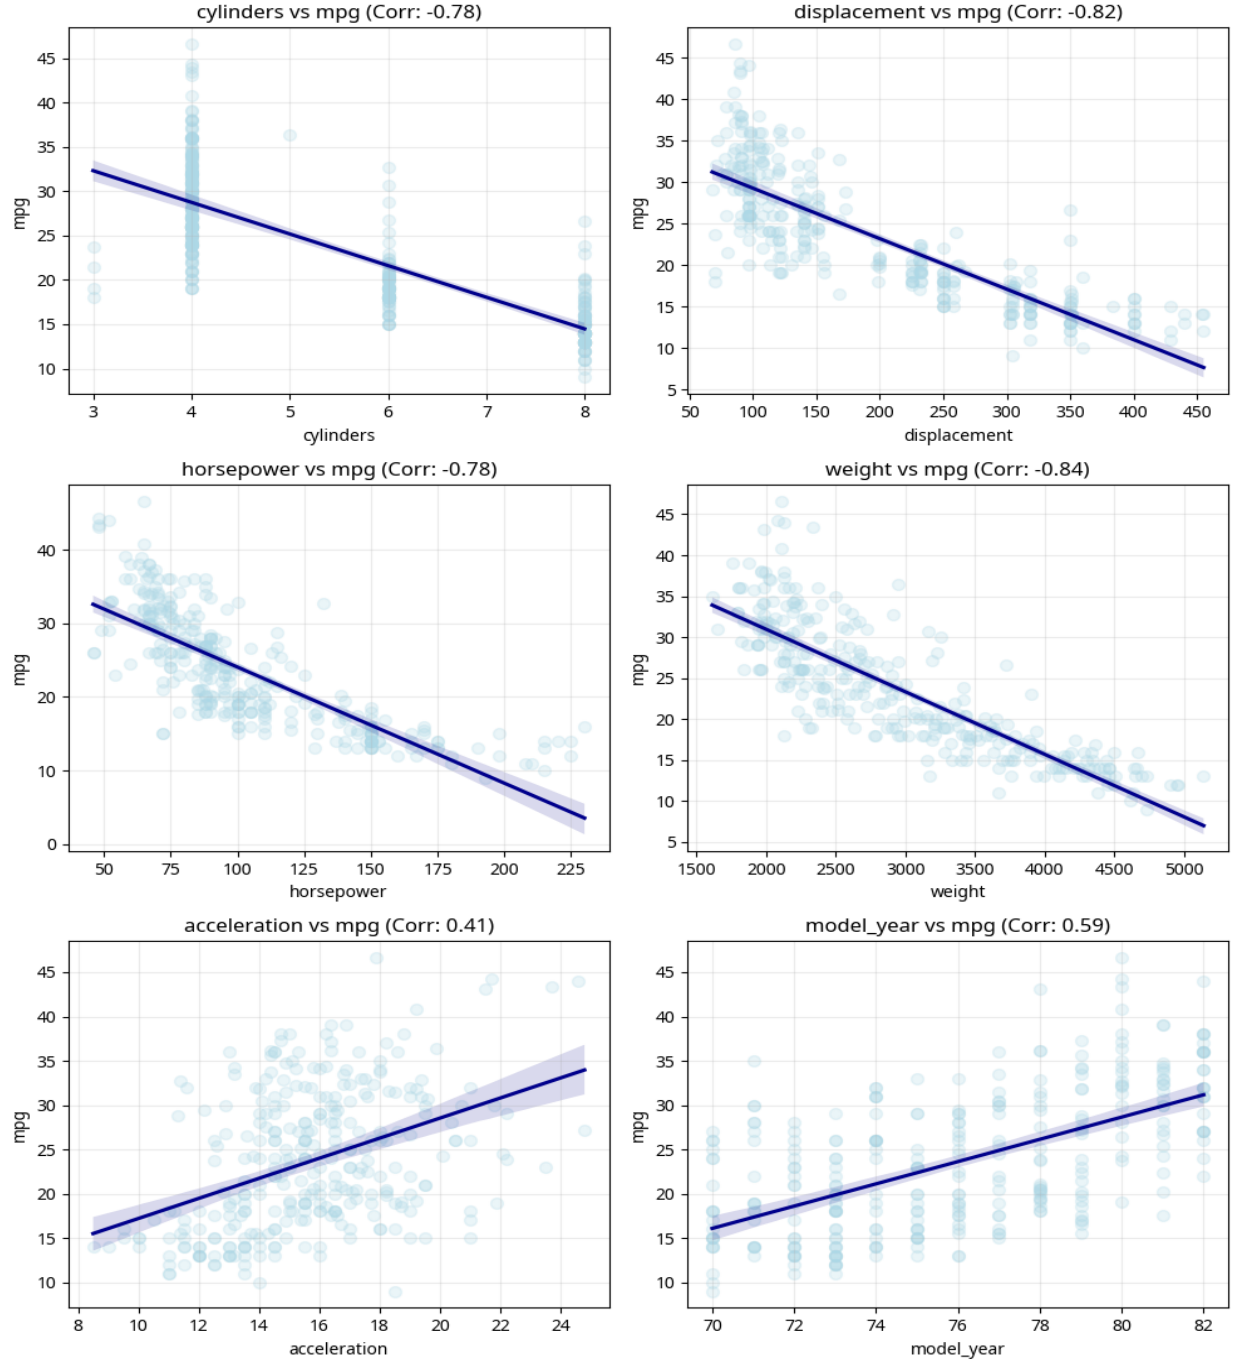 cylinders vs mpg (Corr: -0.78)
45
40
35
30
25
20
15
10
mpg
3 4 5 6 7 8
cylinders
displacement vs mpg (Corr: -0.82)
45
40
35
30
25
20
15
10
5
mpg
50 100 150 200 250 300 350 400 450
displacement
horsepower vs mpg (Corr: -0.78)
40
30
20
10
0
mpg
50 75 100 125 150 175 200 225
horsepower
weight vs mpg (Corr: -0.84)
45
40
35
30
25
20
15
10
5
mpg
1500 2000 2500 3000 3500 4000 4500 5000
weight
acceleration vs mpg (Corr: 0.41)
45
40
35
30
25
20
15
10
mpg
8 10 12 14 16 18 20 22 24
acceleration
model_year vs mpg (Corr: 0.59)
45
40
35
30
25
20
15
10
mpg
70 72 74 76 78 80 82
model_year